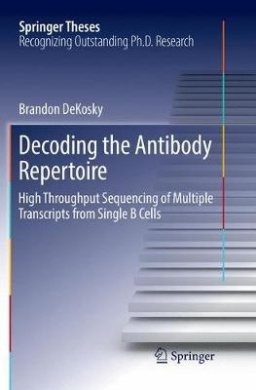 Springer Theses
Recognizing Outstanding Ph.D. Research
Brandon DeKosky
Decoding the Antibody
Repertoire
High Throughput Sequencing of Multiple
Transcripts from Single B Cells
Springer